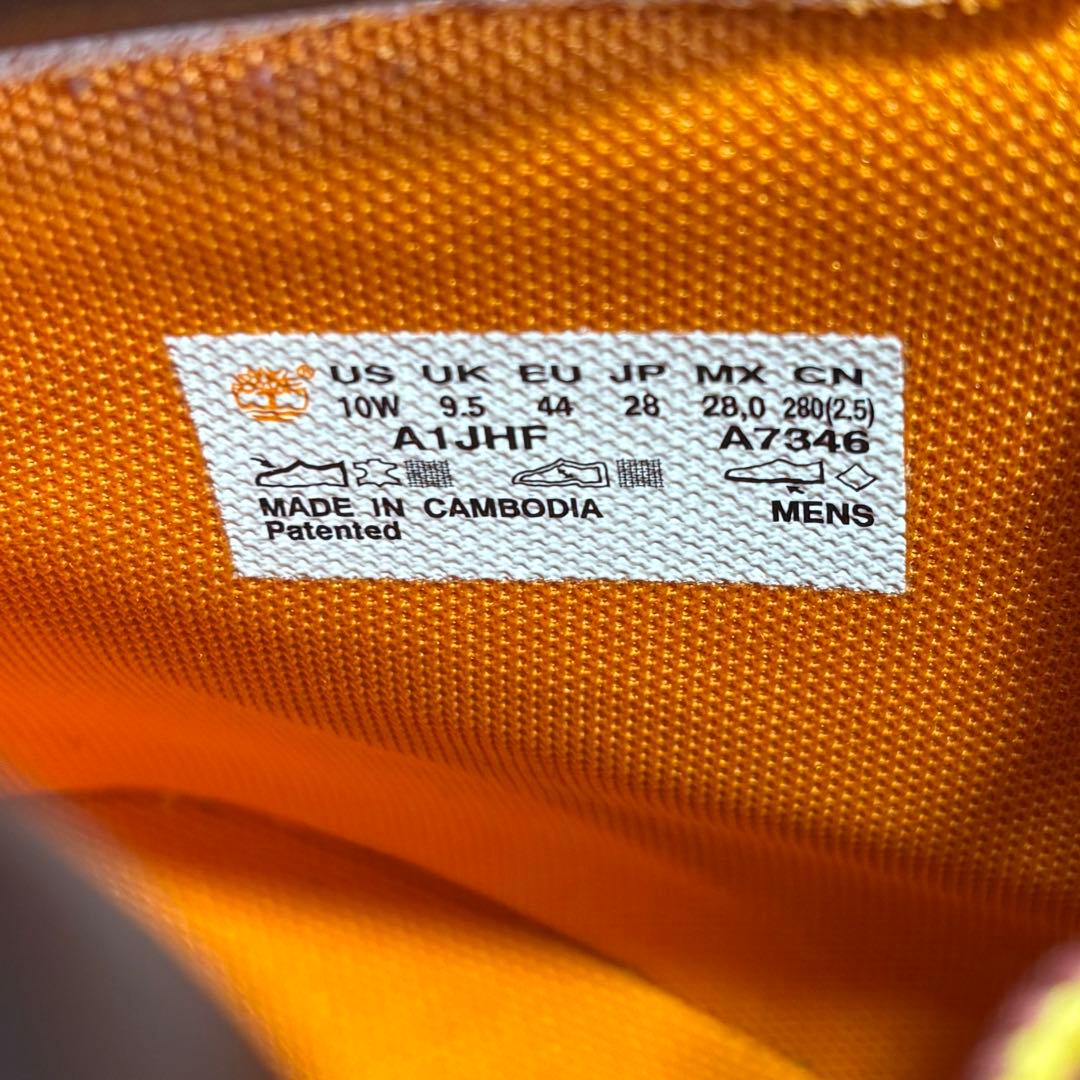 ® US UK EU JP MX CN
10W 9.5 44 28 28,0 280(2.5)
A1JHF A7346
MADE IN CAMBODIA MENS
Patented